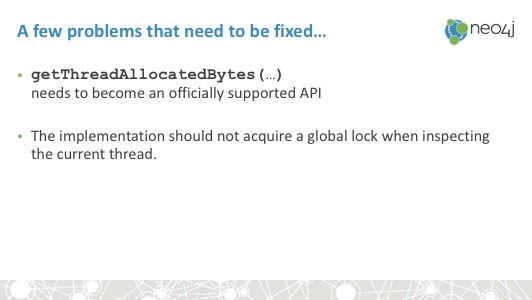 A few problems that need to be fixed…
neo4j
• getThreadAllocatedBytes(…)
needs to become an officially supported API
• The implementation should not acquire a global lock when inspecting
the current thread.